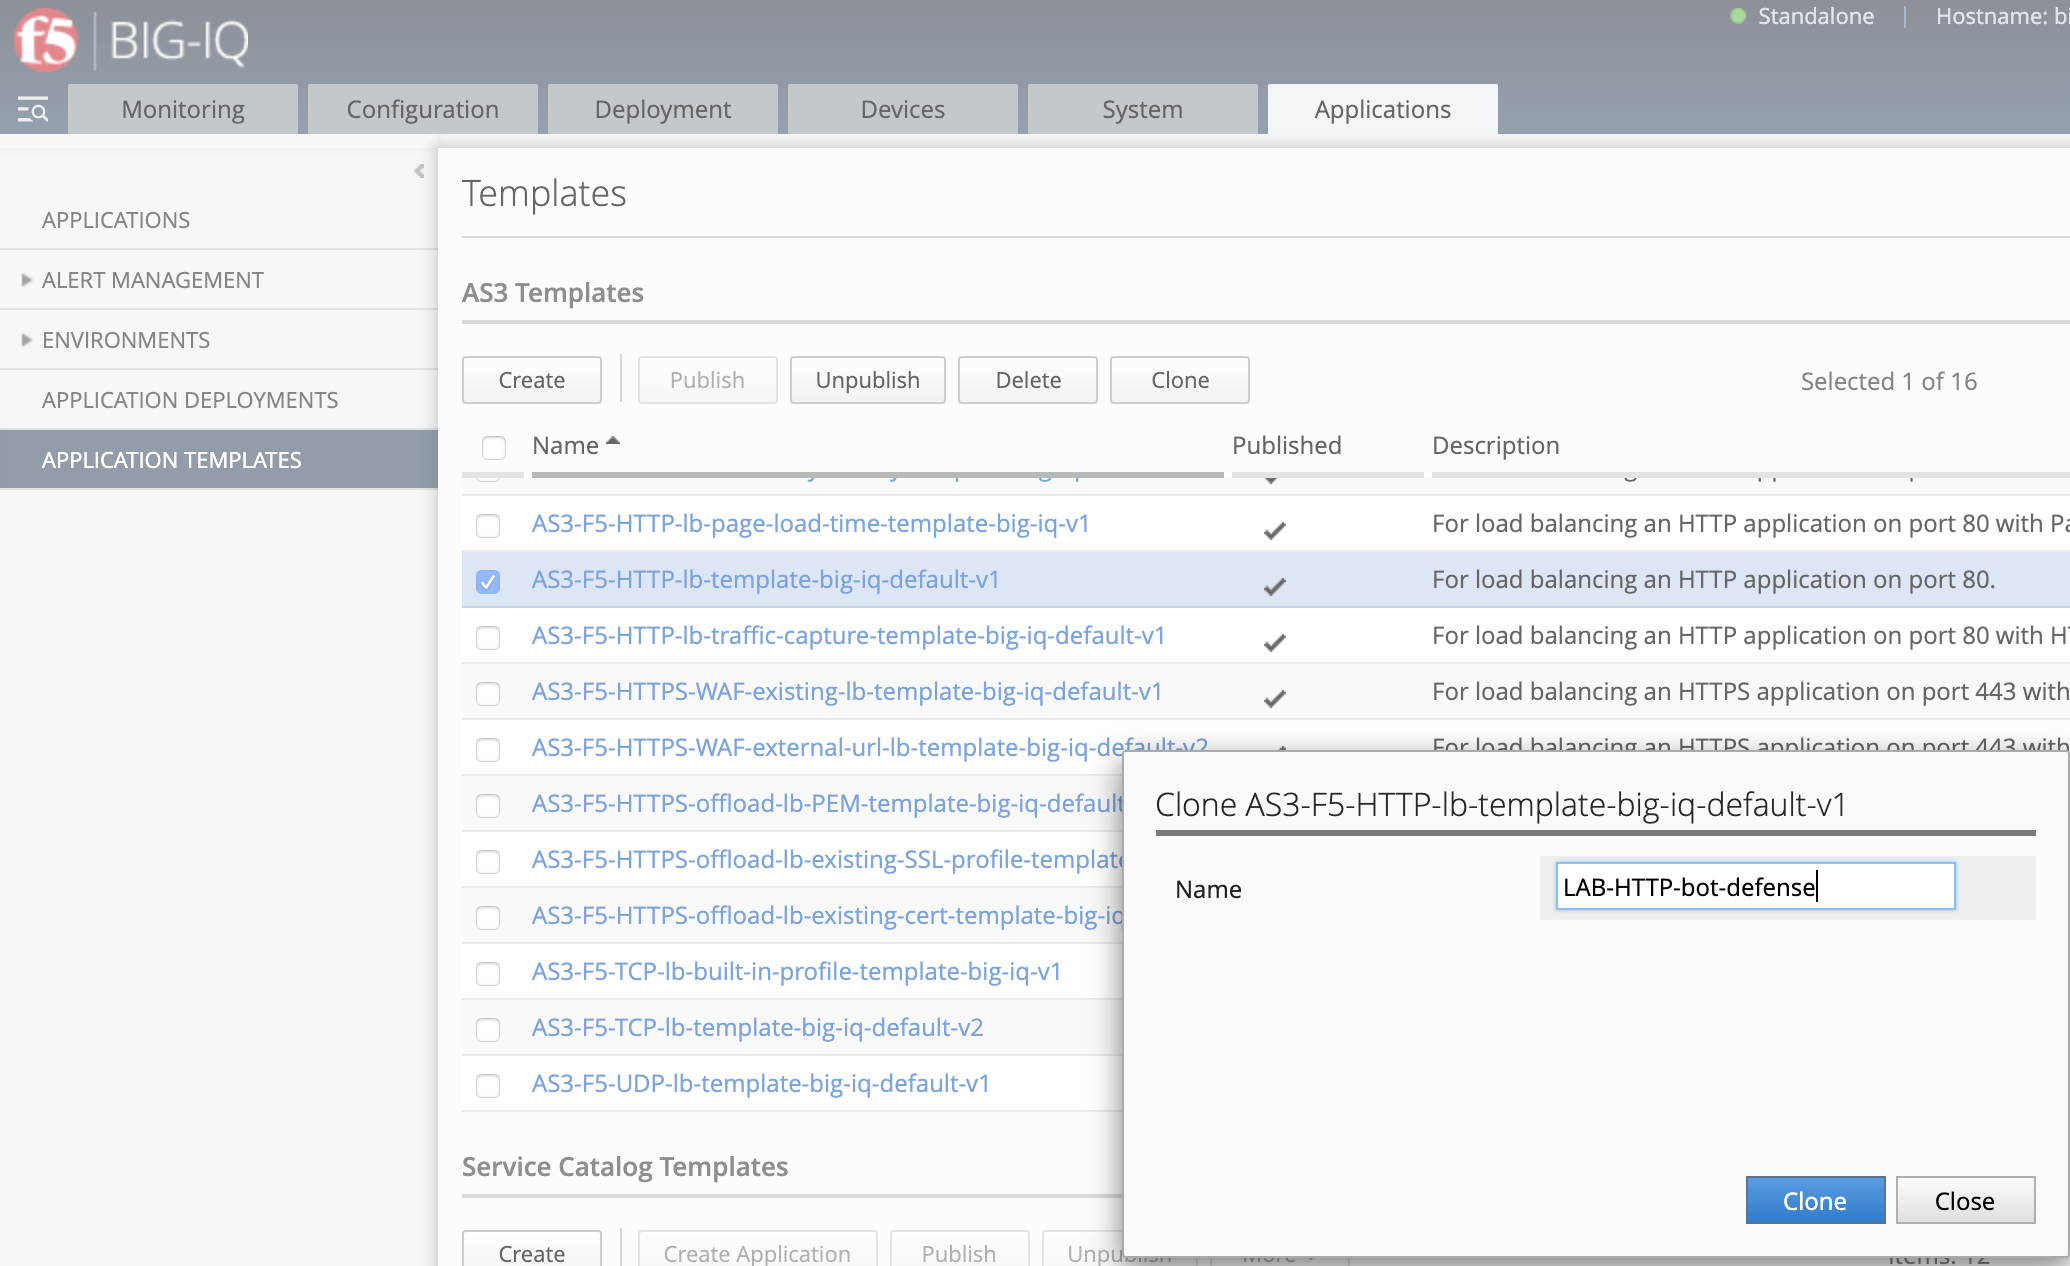 f5 BIG-IQ
Standalone
Hostname: bi
Monitoring
Configuration
Deployment
Devices
System
Applications
APPLICATIONS
ALERT MANAGEMENT
ENVIRONMENTS
APPLICATION DEPLOYMENTS
APPLICATION TEMPLATES
Templates
AS3 Templates
Create
Publish
Unpublish
Delete
Clone
Selected 1 of 16
Name
Published
Description
AS3-F5-HTTP-lb-page-load-time-template-big-iq-v1
For load balancing an HTTP application on port 80 with Pa
AS3-F5-HTTP-lb-template-big-iq-default-v1
For load balancing an HTTP application on port 80.
AS3-F5-HTTP-lb-traffic-capture-template-big-iq-default-v1
For load balancing an HTTP application on port 80 with HT
AS3-F5-HTTPS-WAF-existing-lb-template-big-iq-default-v1
For load balancing an HTTPS application on port 443 with
AS3-F5-HTTPS-WAF-external-url-lb-template-big-iq-default-v2
For load balancing an HTTPS application on port 443 with
AS3-F5-HTTPS-offload-lb-PEM-template-big-iq-default
AS3-F5-HTTPS-offload-lb-existing-SSL-profile-template
AS3-F5-HTTPS-offload-lb-existing-cert-template-big-iq
AS3-F5-TCP-lb-built-in-profile-template-big-iq-v1
AS3-F5-TCP-lb-template-big-iq-default-v2
AS3-F5-UDP-lb-template-big-iq-default-v1
Clone AS3-F5-HTTP-lb-template-big-iq-default-v1
Name
LAB-HTTP-bot-defense
Clone
Close
Service Catalog Templates
Create
Create Application
Publish
Unpublish
More
Items: 12